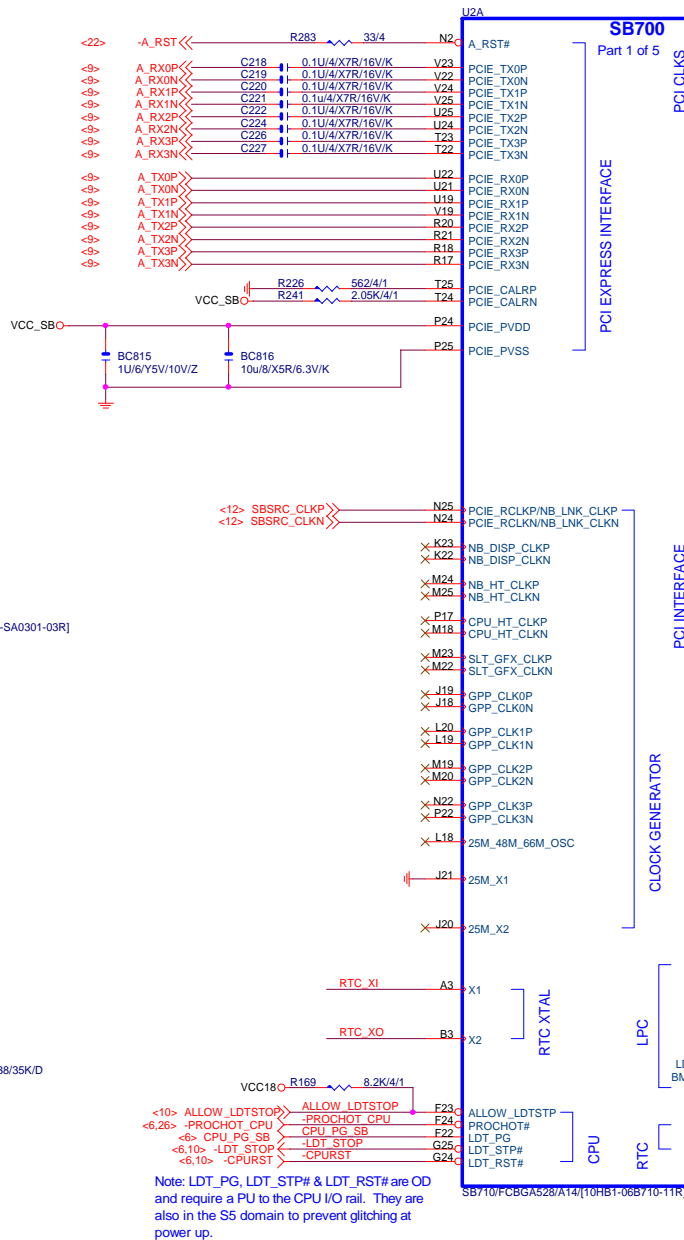 U2A
SB700
Part 1 of 5
<22> -A_RST R283 33/4 N2 A_RST#
<9> A_RX0P C218 0.1U/4/X7R/16V/K V23 PCIE_TX0P
<9> A_RX0N C219 0.1U/4/X7R/16V/K V22 PCIE_TX0N
<9> A_RX1P C220 0.1U/4/X7R/16V/K V24 PCIE_TX1P
<9> A_RX1N C221 0.1u/4/X7R/16V/K V25 PCIE_TX1N
<9> A_RX2P C222 0.1U/4/X7R/16V/K U25 PCIE_TX2P
<9> A_RX2N C224 0.1U/4/X7R/16V/K U24 PCIE_TX2N
<9> A_RX3P C226 0.1U/4/X7R/16V/K T23 PCIE_TX3P
<9> A_RX3N C227 0.1U/4/X7R/16V/K T22 PCIE_TX3N
<9> A_TX0P U22 PCIE_RX0P
<9> A_TX0N U21 PCIE_RX0N
<9> A_TX1P U19 PCIE_RX1P
<9> A_TX1N V19 PCIE_RX1N
<9> A_TX2P R20 PCIE_RX2P
<9> A_TX2N R21 PCIE_RX2N
<9> A_TX3P R18 PCIE_RX3P
<9> A_TX3N R17 PCIE_RX3N
R226 562/4/1 T25 PCIE_CALRP
VCC_SB R241 2.05K/4/1 T24 PCIE_CALRN
VCC_SB P24 PCIE_PVDD
P25 PCIE_PVSS
BC815
1U/6/Y5V/10V/Z
BC816
10u/8/X5R/6.3V/K
PCI EXPRESS INTERFACE
PCI CLKS
<12> SBSRC_CLKP N25 PCIE_RCLKP/NB_LNK_CLKP
<12> SBSRC_CLKN N24 PCIE_RCLKN/NB_LNK_CLKN
K23 NB_DISP_CLKP
K22 NB_DISP_CLKN
M24 NB_HT_CLKP
M25 NB_HT_CLKN
P17 CPU_HT_CLKP
M18 CPU_HT_CLKN
M23 SLT_GFX_CLKP
M22 SLT_GFX_CLKN
J19 GPP_CLK0P
J18 GPP_CLK0N
L20 GPP_CLK1P
L19 GPP_CLK1N
M19 GPP_CLK2P
M20 GPP_CLK2N
N22 GPP_CLK3P
P22 GPP_CLK3N
L18 25M_48M_66M_OSC
J21 25M_X1
J20 25M_X2
CLOCK GENERATOR
PCI INTERFACE
-SA0301-03R]
RTC_XI A3 X1
RTC_XO B3 X2
RTC XTAL
LPC
38/35K/D
VCC18 R169 8.2K/4/1
<10> ALLOW_LDTSTOP ALLOW_LDTSTOP F23 ALLOW_LDTSTP
<6,26> -PROCHOT_CPU -PROCHOT_CPU F24 PROCHOT#
<6> CPU_PG_SB CPU_PG_SB F22 LDT_PG
<6,10> -LDT_STOP -LDT_STOP G25 LDT_STP#
<6,10> -CPURST -CPURST G24 LDT_RST#
CPU
RTC
SB710/FCBGA528/A14/[10HB1-06B710-11R]
Note: LDT_PG, LDT_STP# & LDT_RST# are OD
and require a PU to the CPU I/O rail. They are
also in the S5 domain to prevent glitching at
power up.